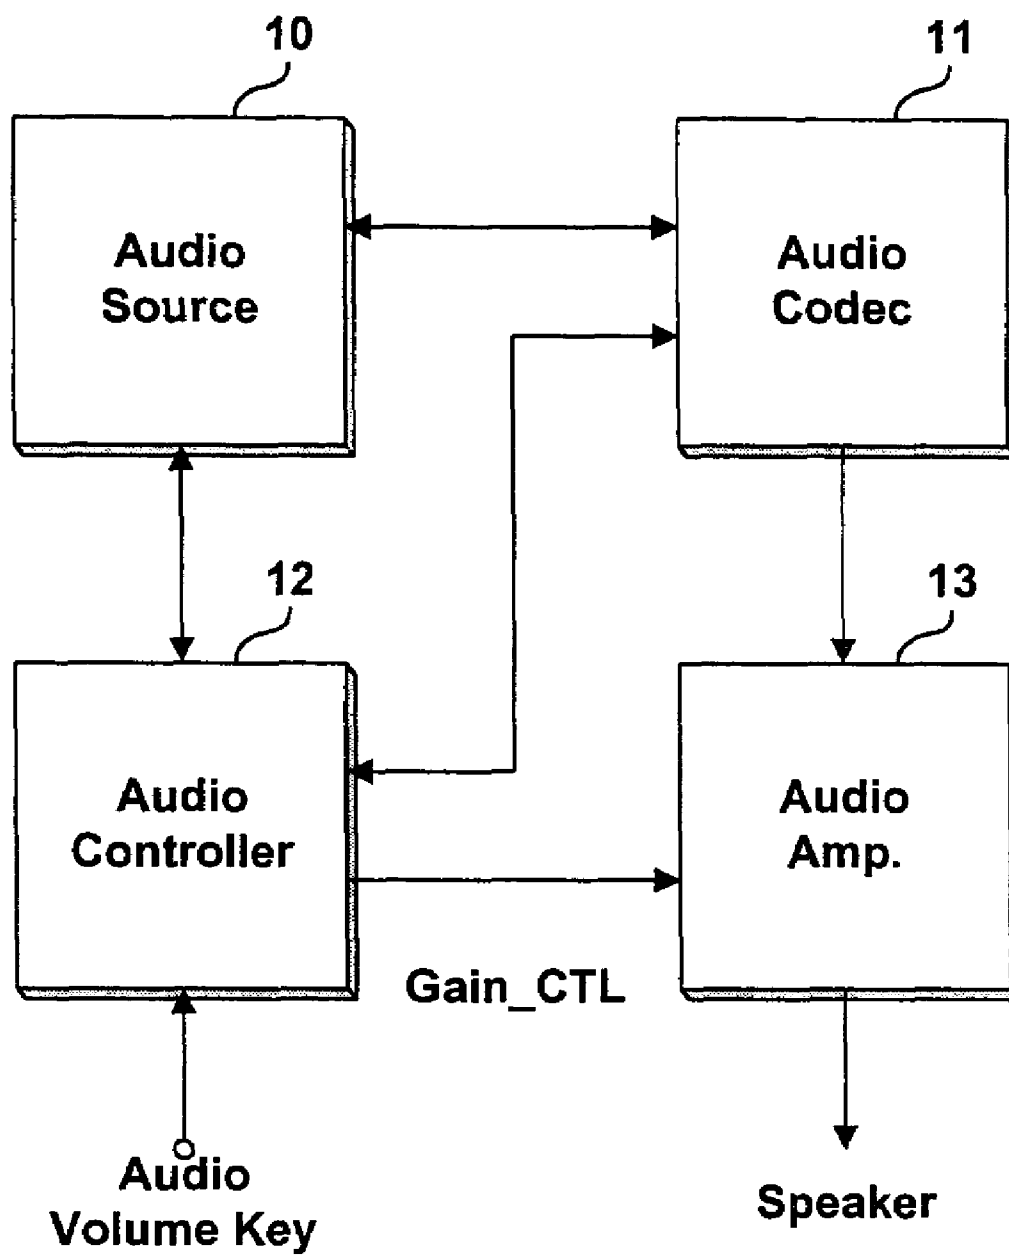 10
11
Audio
Source
Audio
Codec
12
13
Audio
Controller
Audio
Amp.
Gain_CTL
Audio
Volume Key
Speaker